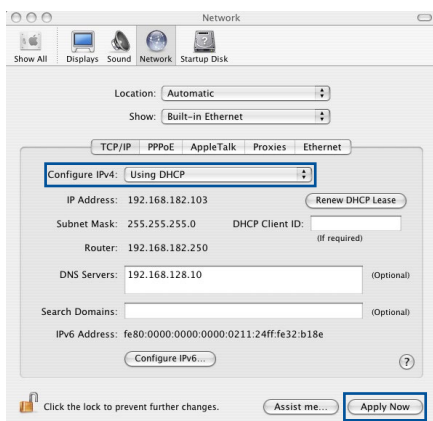 Network
Show All Displays Sound Network Startup Disk
Location: Automatic
Show: Built-in Ethernet
TCP/IP PPPoE AppleTalk Proxies Ethernet
Configure IPv4: Using DHCP
IP Address: 192.168.182.103 Renew DHCP Lease
Subnet Mask: 255.255.255.0 DHCP Client ID:
(If required)
Router: 192.168.182.250
DNS Servers: 192.168.128.10 (Optional)
Search Domains: (Optional)
IPv6 Address: fe80:0000:0000:0000:0211:24ff:fe32:b18e
Configure IPv6... ?
Click the lock to prevent further changes. Assist me... Apply Now